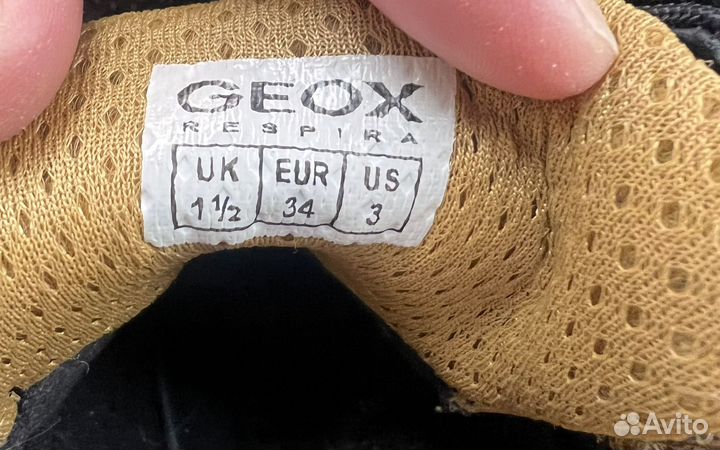 GEOX
RESPIRA
UK EUR US
1 1/2 34 3
Avito